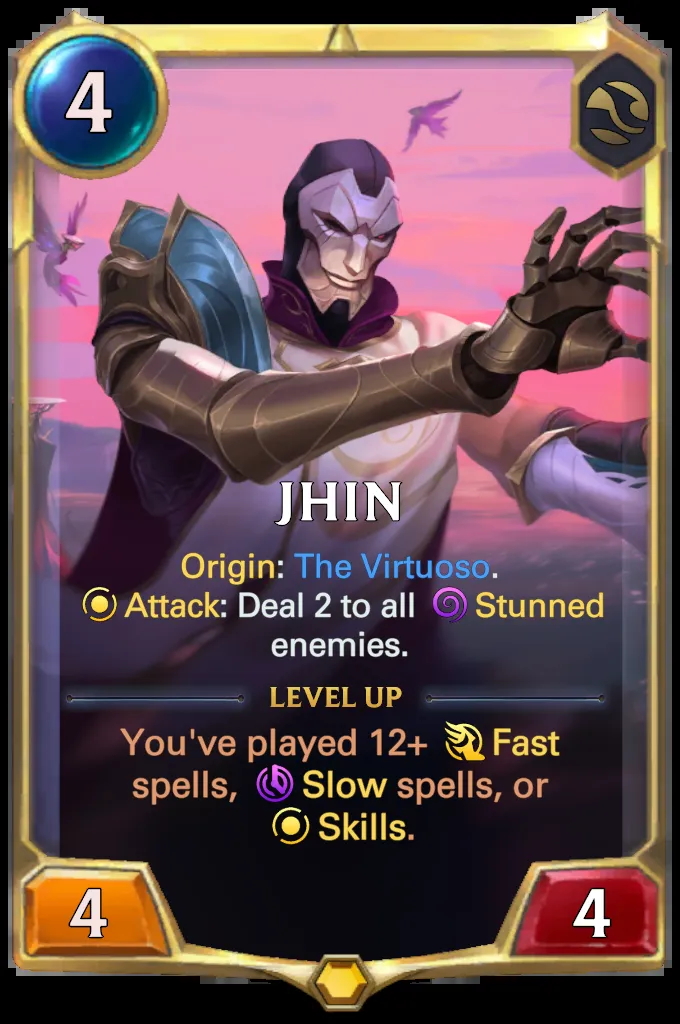 4
JHIN
Origin: The Virtuoso.
Attack: Deal 2 to all Stunned
enemies.
LEVEL UP
You've played 12+ Fast
spells, Slow spells, or
Skills.
4
4